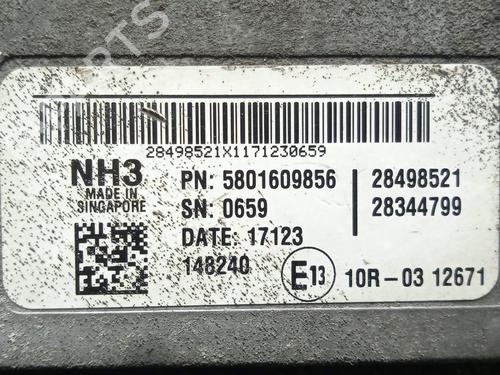 28498521X1171230659
NH3
MADE IN
SINGAPORE
PN: 5801609856
28498521
SN: 0659
28344799
DATE: 17123
148240
E13
10R-03 12671